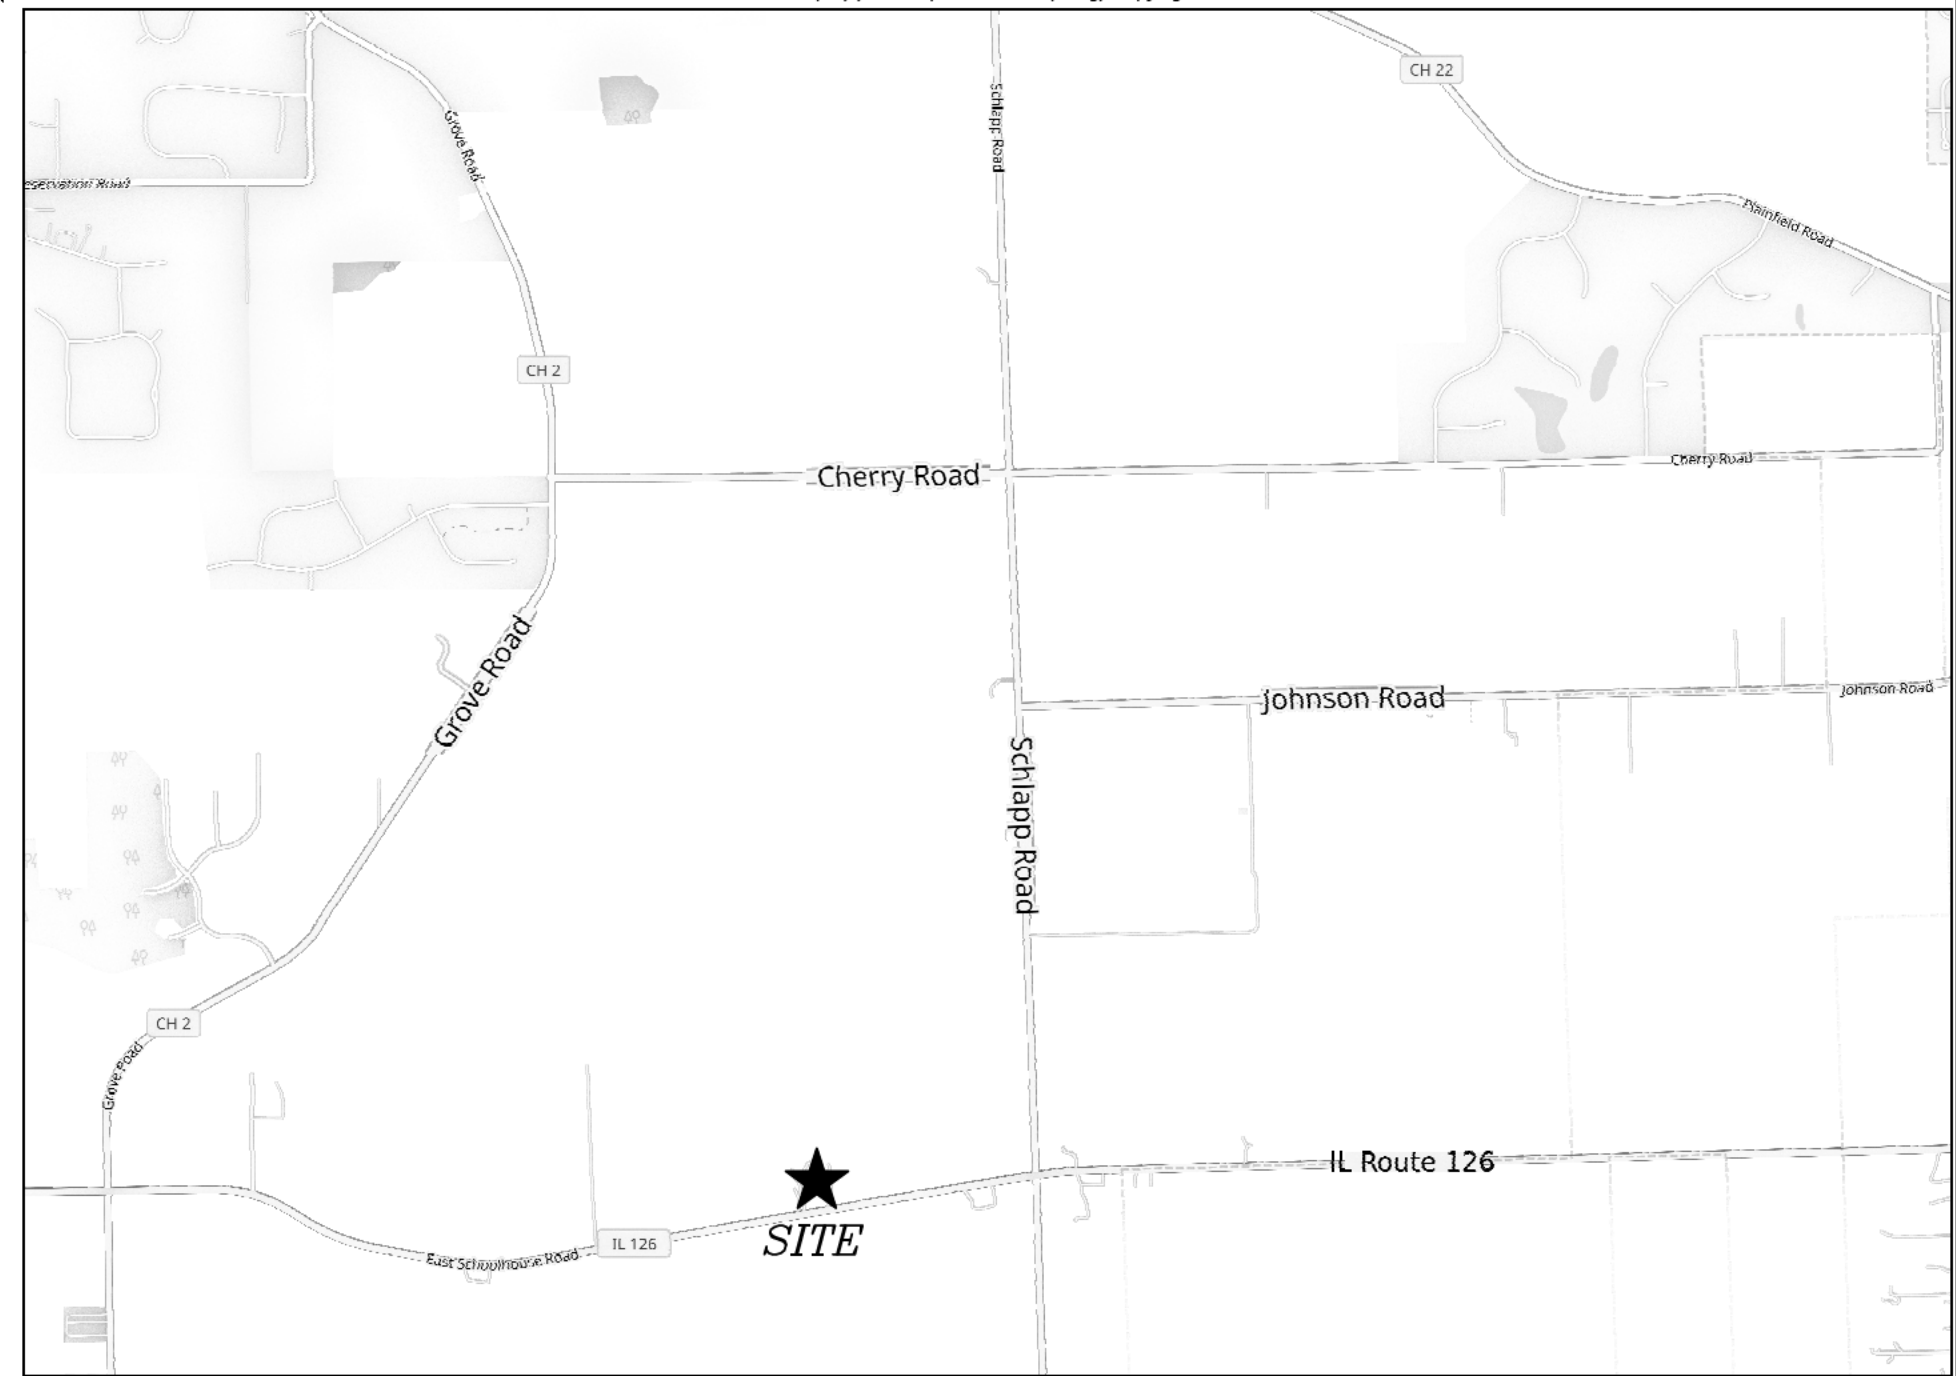 CH 22
Schlapp Road
Grove Road
Plainfield Road
CH 2
Cherry Road
Cherry Road
Grove Road
Johnson Road
Johnson Road
Schlapp Road
CH 2
Grove Road
IL Route 126
IL 126
SITE
East Schoolhouse Road